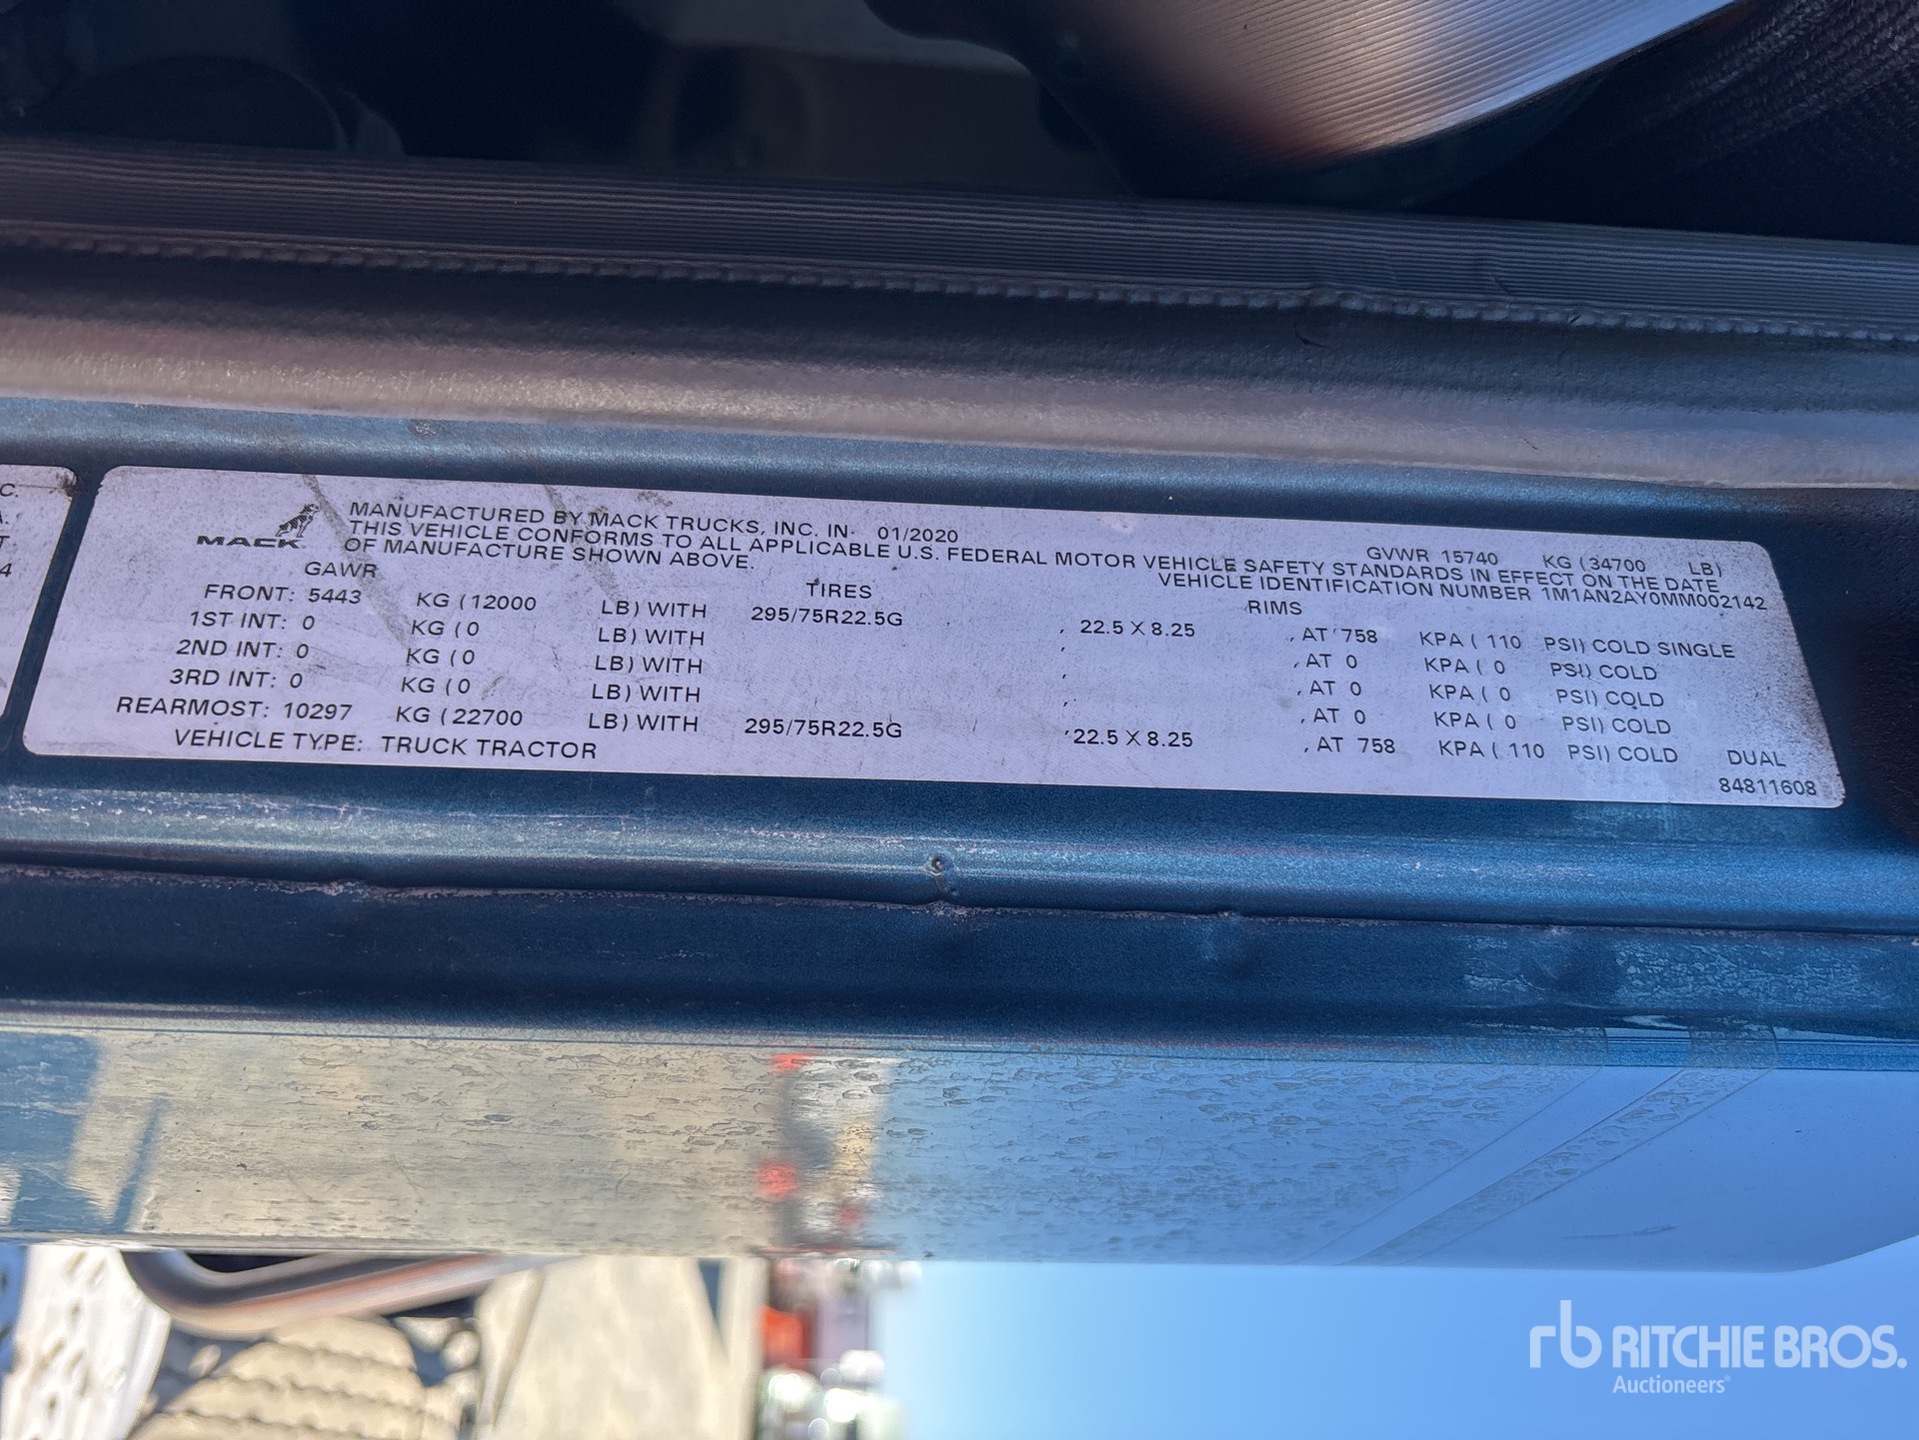 C.
A.
T
4
MACK
MANUFACTURED BY MACK TRUCKS, INC. IN 01/2020 GVWR 15740 KG (34700 LB)
THIS VEHICLE CONFORMS TO ALL APPLICABLE U.S. FEDERAL MOTOR VEHICLE SAFETY STANDARDS IN EFFECT ON THE DATE
OF MANUFACTURE SHOWN ABOVE. VEHICLE IDENTIFICATION NUMBER 1M1AN2AY0MM002142
GAWR TIRES RIMS
FRONT: 5443 KG (12000 LB) WITH 295/75R22.5G , 22.5 X 8.25 , AT 758 KPA ( 110 PSI) COLD SINGLE
1ST INT: 0 KG (0 LB) WITH , , AT 0 KPA ( 0 PSI) COLD
2ND INT: 0 KG (0 LB) WITH , , AT 0 KPA ( 0 PSI) COLD
3RD INT: 0 KG (0 LB) WITH , , AT 0 KPA ( 0 PSI) COLD
REARMOST: 10297 KG (22700 LB) WITH 295/75R22.5G , 22.5 X 8.25 , AT 758 KPA ( 110 PSI) COLD DUAL
VEHICLE TYPE: TRUCK TRACTOR 84811608
rb RITCHIE BROS.
Auctioneers